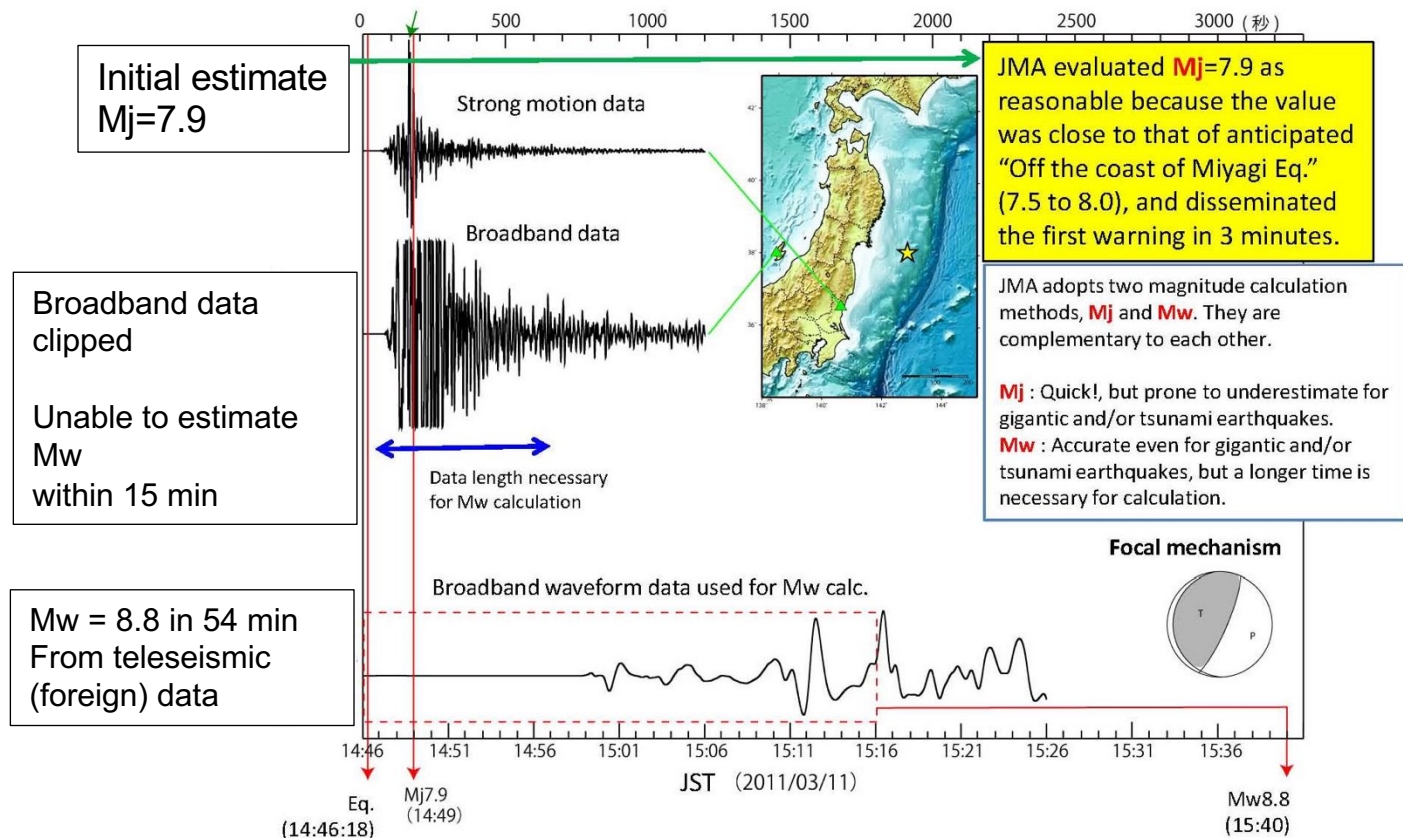 0 500 1000 1500 2000 2500 3000 (秒)
Initial estimate
Mj=7.9
Strong motion data
JMA evaluated Mj=7.9 as
reasonable because the value
was close to that of anticipated
“Off the coast of Miyagi Eq.”
(7.5 to 8.0), and disseminated
the first warning in 3 minutes.
Broadband data
42°
40°
38°
36°
138° 140° 142° 144°
Broadband data
clipped
Unable to estimate
Mw
within 15 min
Data length necessary
for Mw calculation
JMA adopts two magnitude calculation
methods, Mj and Mw. They are
complementary to each other.
Mj : Quick!, but prone to underestimate for
gigantic and/or tsunami earthquakes.
Mw : Accurate even for gigantic and/or
tsunami earthquakes, but a longer time is
necessary for calculation.
Focal mechanism
T
P
Broadband waveform data used for Mw calc.
Mw = 8.8 in 54 min
From teleseismic
(foreign) data
14:46 14:51 14:56 15:01 15:06 15:11 15:16 15:21 15:26 15:31 15:36
JST (2011/03/11)
Eq.
(14:46:18)
Mj7.9
(14:49)
Mw8.8
(15:40)